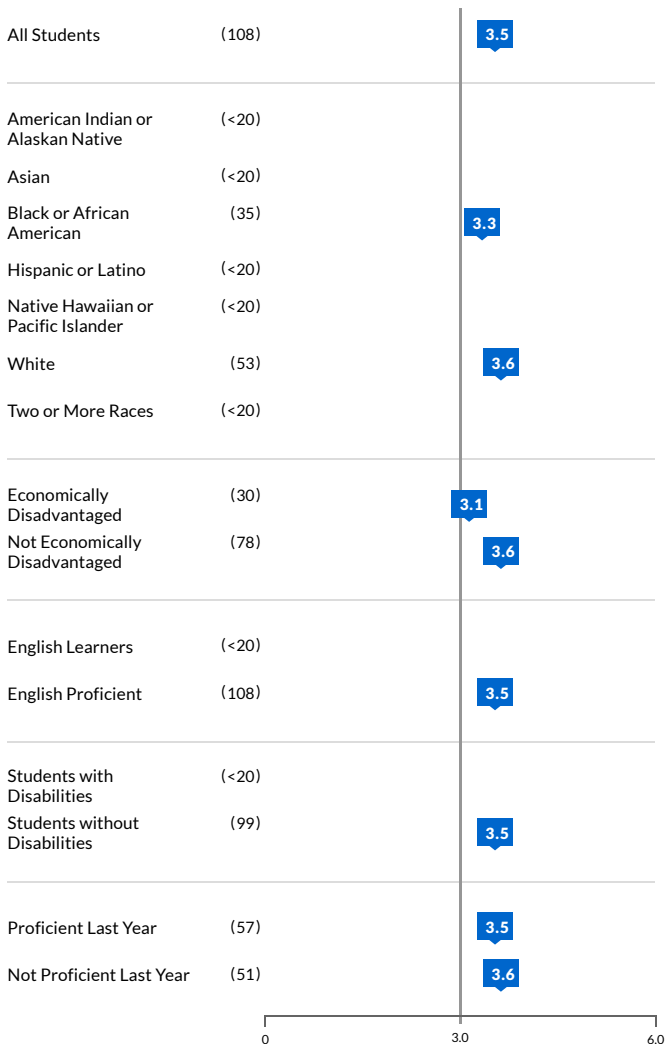 All Students (108) 3.5
American Indian or (<20)
Alaskan Native
Asian (<20)
Black or African (35) 3.3
American
Hispanic or Latino (<20)
Native Hawaiian or (<20)
Pacific Islander
White (53) 3.6
Two or More Races (<20)
Economically (30) 3.1
Disadvantaged
Not Economically (78) 3.6
Disadvantaged
English Learners (<20)
English Proficient (108) 3.5
Students with (<20)
Disabilities
Students without (99) 3.5
Disabilities
Proficient Last Year (57) 3.5
Not Proficient Last Year (51) 3.6
0 3.0 6.0